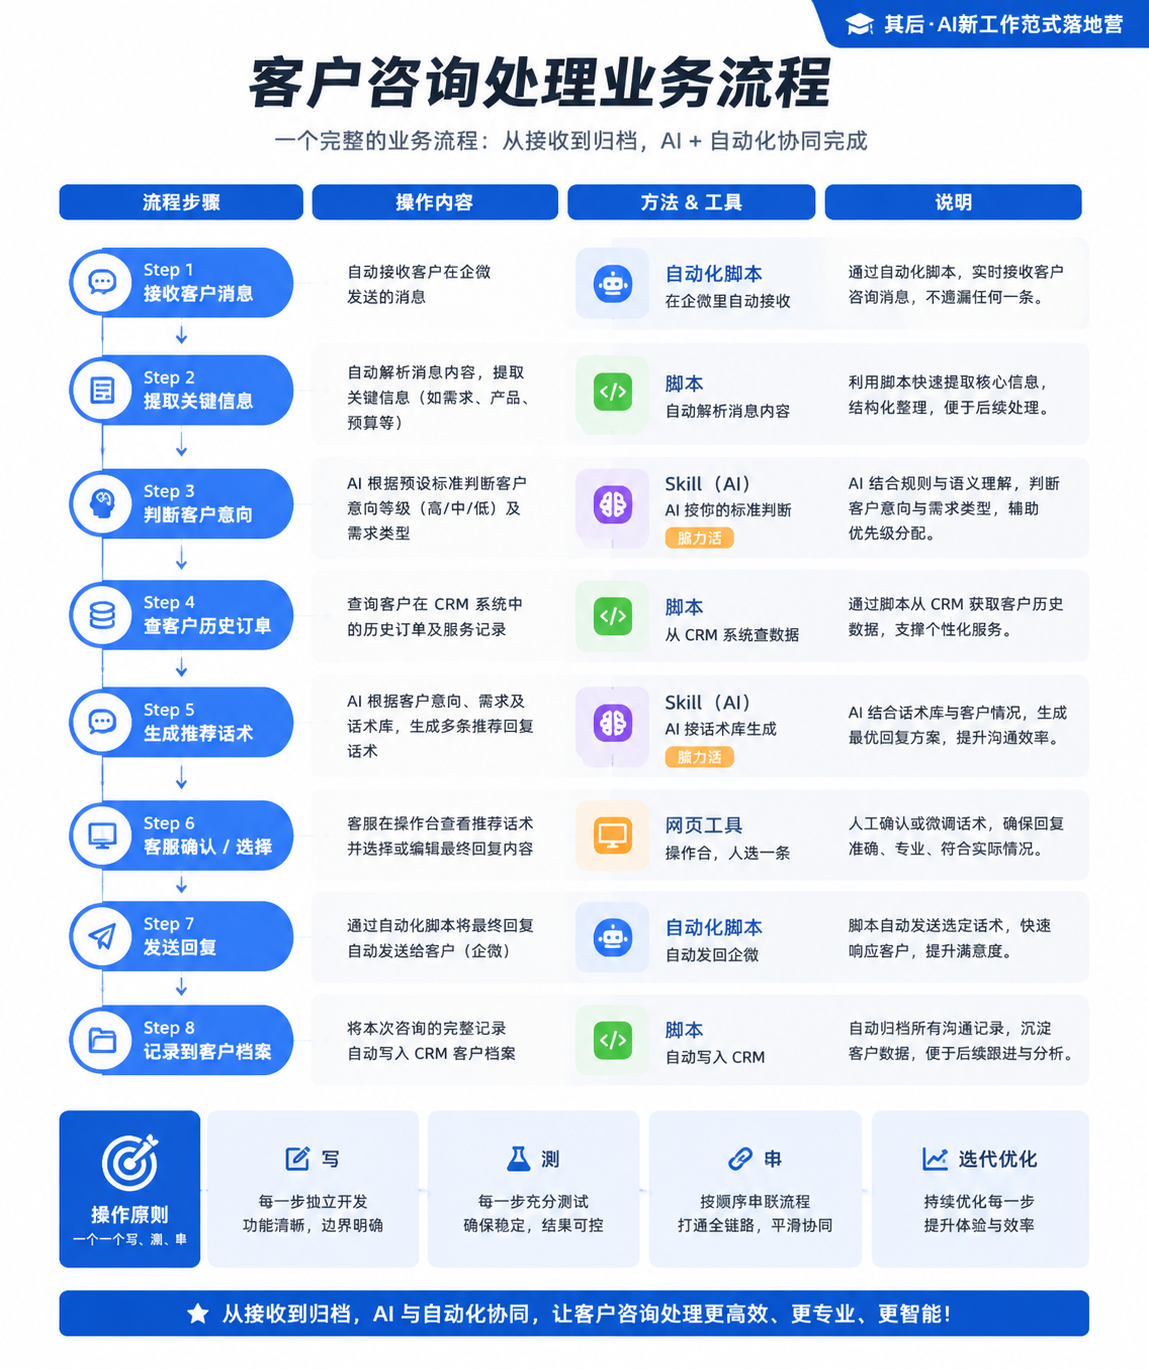 其后·AI新工作范式落地营
客户咨询处理业务流程
一个完整的业务流程：从接收到归档，AI + 自动化协同完成
流程步骤
操作内容
方法 & 工具
说明
Step 1
接收客户消息
自动接收客户在企微
发送的消息
自动化脚本
在企微里自动接收
通过自动化脚本，实时接收客户
咨询消息，不遗漏任何一条。
Step 2
提取关键信息
自动解析消息内容，提取
关键信息（如需求、产品、
预算等）
脚本
自动解析消息内容
利用脚本快速提取核心信息，
结构化整理，便于后续处理。
Step 3
判断客户意向
AI 根据预设标准判断客户
意向等级（高/中/低）及
需求类型
Skill（AI）
AI 按你的标准判断
脑力活
AI 结合规则与语义理解，判断
客户意向与需求类型，辅助
优先级分配。
Step 4
查客户历史订单
查询客户在 CRM 系统中
的历史订单及服务记录
脚本
从 CRM 系统查数据
通过脚本从 CRM 获取客户历史
数据，支撑个性化服务。
Step 5
生成推荐话术
AI 根据客户意向、需求及
话术库，生成多条推荐回复
话术
Skill（AI）
AI 按话术库生成
脑力活
AI 结合话术库与客户情况，生成
最优回复方案，提升沟通效率。
Step 6
客服确认 / 选择
客服在操作台查看推荐话术
并选择或编辑最终回复内容
网页工具
操作台，人选一条
人工确认或微调话术，确保回复
准确、专业、符合实际情况。
Step 7
发送回复
通过自动化脚本将最终回复
自动发送给客户（企微）
自动化脚本
自动发回企微
脚本自动发送选定话术，快速
响应客户，提升满意度。
Step 8
记录到客户档案
将本次咨询的完整记录
自动写入 CRM 客户档案
脚本
自动写入 CRM
自动归档所有沟通记录，沉淀
客户数据，便于后续跟进与分析。
操作原则
一个一个写、测、串
写
每一步独立开发
功能清晰，边界明确
测
每一步充分测试
确保稳定，结果可控
串
按顺序串联流程
打通全链路，平滑协同
迭代优化
持续优化每一步
提升体验与效率
从接收到归档，AI 与自动化协同，让客户咨询处理更高效、更专业、更智能！